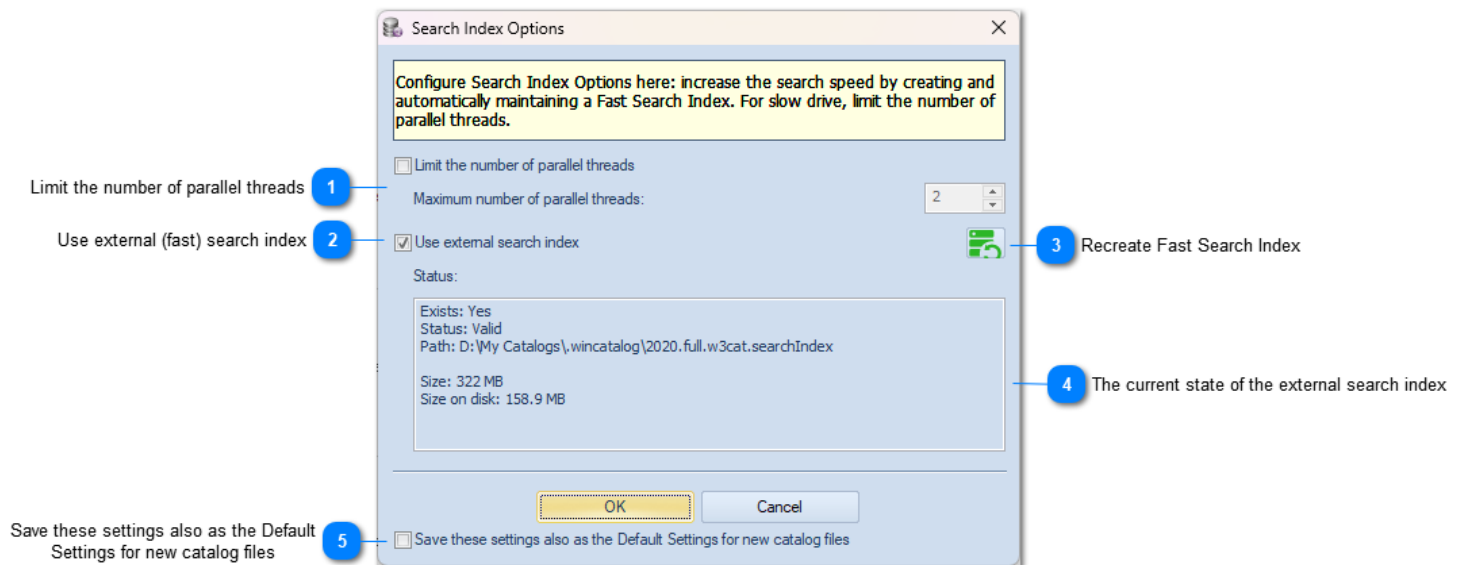 Search Index Options
Configure Search Index Options here: increase the search speed by creating and
automatically maintaining a Fast Search Index. For slow drive, limit the number of
parallel threads.
Limit the number of parallel threads
Limit the number of parallel threads 1
Maximum number of parallel threads: 2
Use external (fast) search index 2
Use external search index
3 Recreate Fast Search Index
Status:
Exists: Yes
Status: Valid
Path: D:\My Catalogs\.wincatalog\2020.full.w3cat.searchIndex
Size: 322 MB
Size on disk: 158.9 MB
4 The current state of the external search index
OK Cancel
Save these settings also as the Default
Settings for new catalog files
5
Save these settings also as the Default Settings for new catalog files